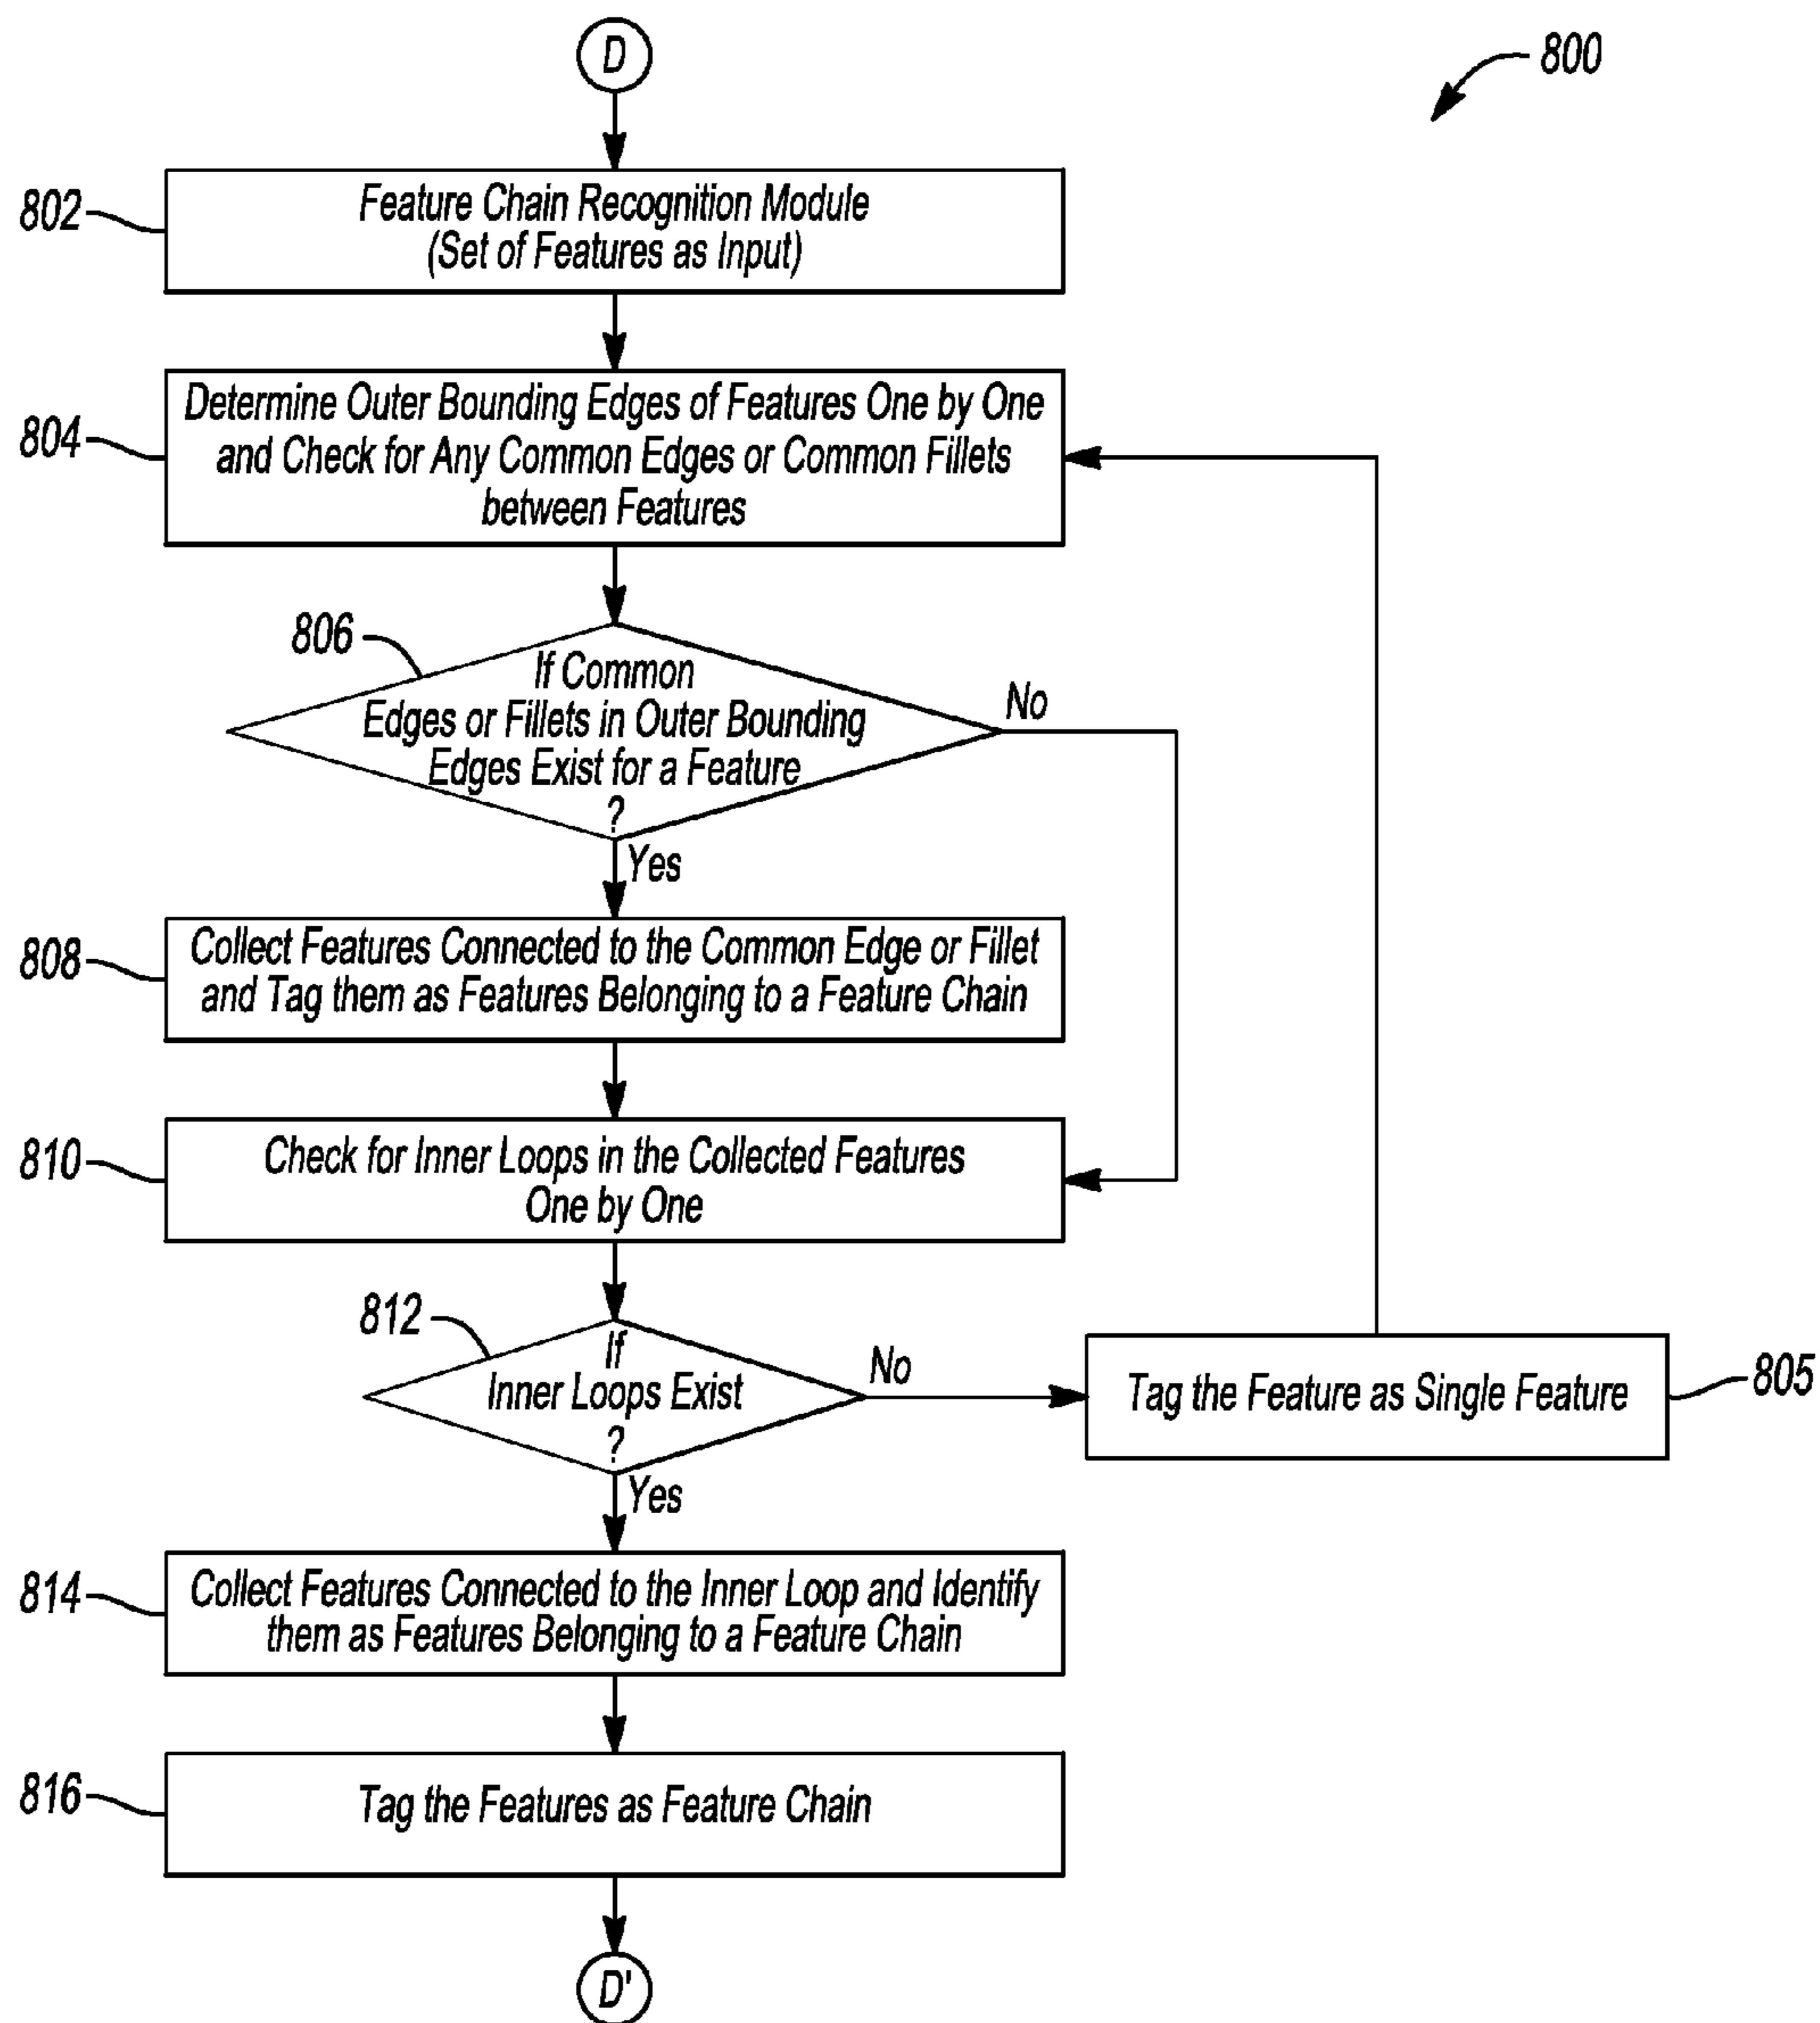 D
800
802
Feature Chain Recognition Module
(Set of Features as Input)
804
Determine Outer Bounding Edges of Features One by One
and Check for Any Common Edges or Common Fillets
between Features
806
If Common
Edges or Fillets in Outer Bounding
Edges Exist for a Feature
?
No
Yes
808
Collect Features Connected to the Common Edge or Fillet
and Tag them as Features Belonging to a Feature Chain
810
Check for Inner Loops in the Collected Features
One by One
812
If
Inner Loops Exist
?
No
Yes
Tag the Feature as Single Feature
805
814
Collect Features Connected to the Inner Loop and Identify
them as Features Belonging to a Feature Chain
816
Tag the Features as Feature Chain
D'